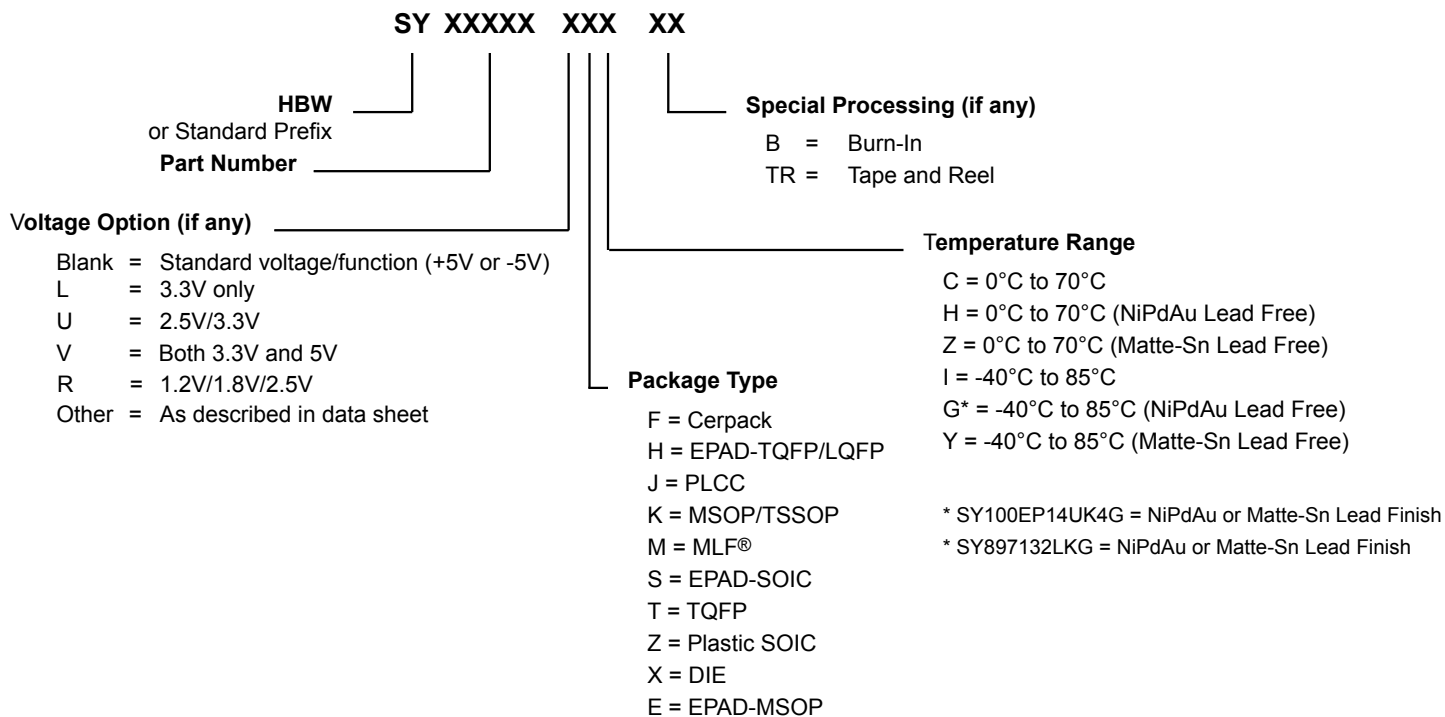 SY XXXXX XXX XX
HBW
or Standard Prefix
Part Number
Voltage Option (if any)
Blank = Standard voltage/function (+5V or -5V)
L = 3.3V only
U = 2.5V/3.3V
V = Both 3.3V and 5V
R = 1.2V/1.8V/2.5V
Other = As described in data sheet
Package Type
F = Cerpack
H = EPAD-TQFP/LQFP
J = PLCC
K = MSOP/TSSOP
M = MLF®
S = EPAD-SOIC
T = TQFP
Z = Plastic SOIC
X = DIE
E = EPAD-MSOP
Special Processing (if any)
B = Burn-In
TR = Tape and Reel
Temperature Range
C = 0°C to 70°C
H = 0°C to 70°C (NiPdAu Lead Free)
Z = 0°C to 70°C (Matte-Sn Lead Free)
I = -40°C to 85°C
G* = -40°C to 85°C (NiPdAu Lead Free)
Y = -40°C to 85°C (Matte-Sn Lead Free)
* SY100EP14UK4G = NiPdAu or Matte-Sn Lead Finish
* SY897132LKG = NiPdAu or Matte-Sn Lead Finish